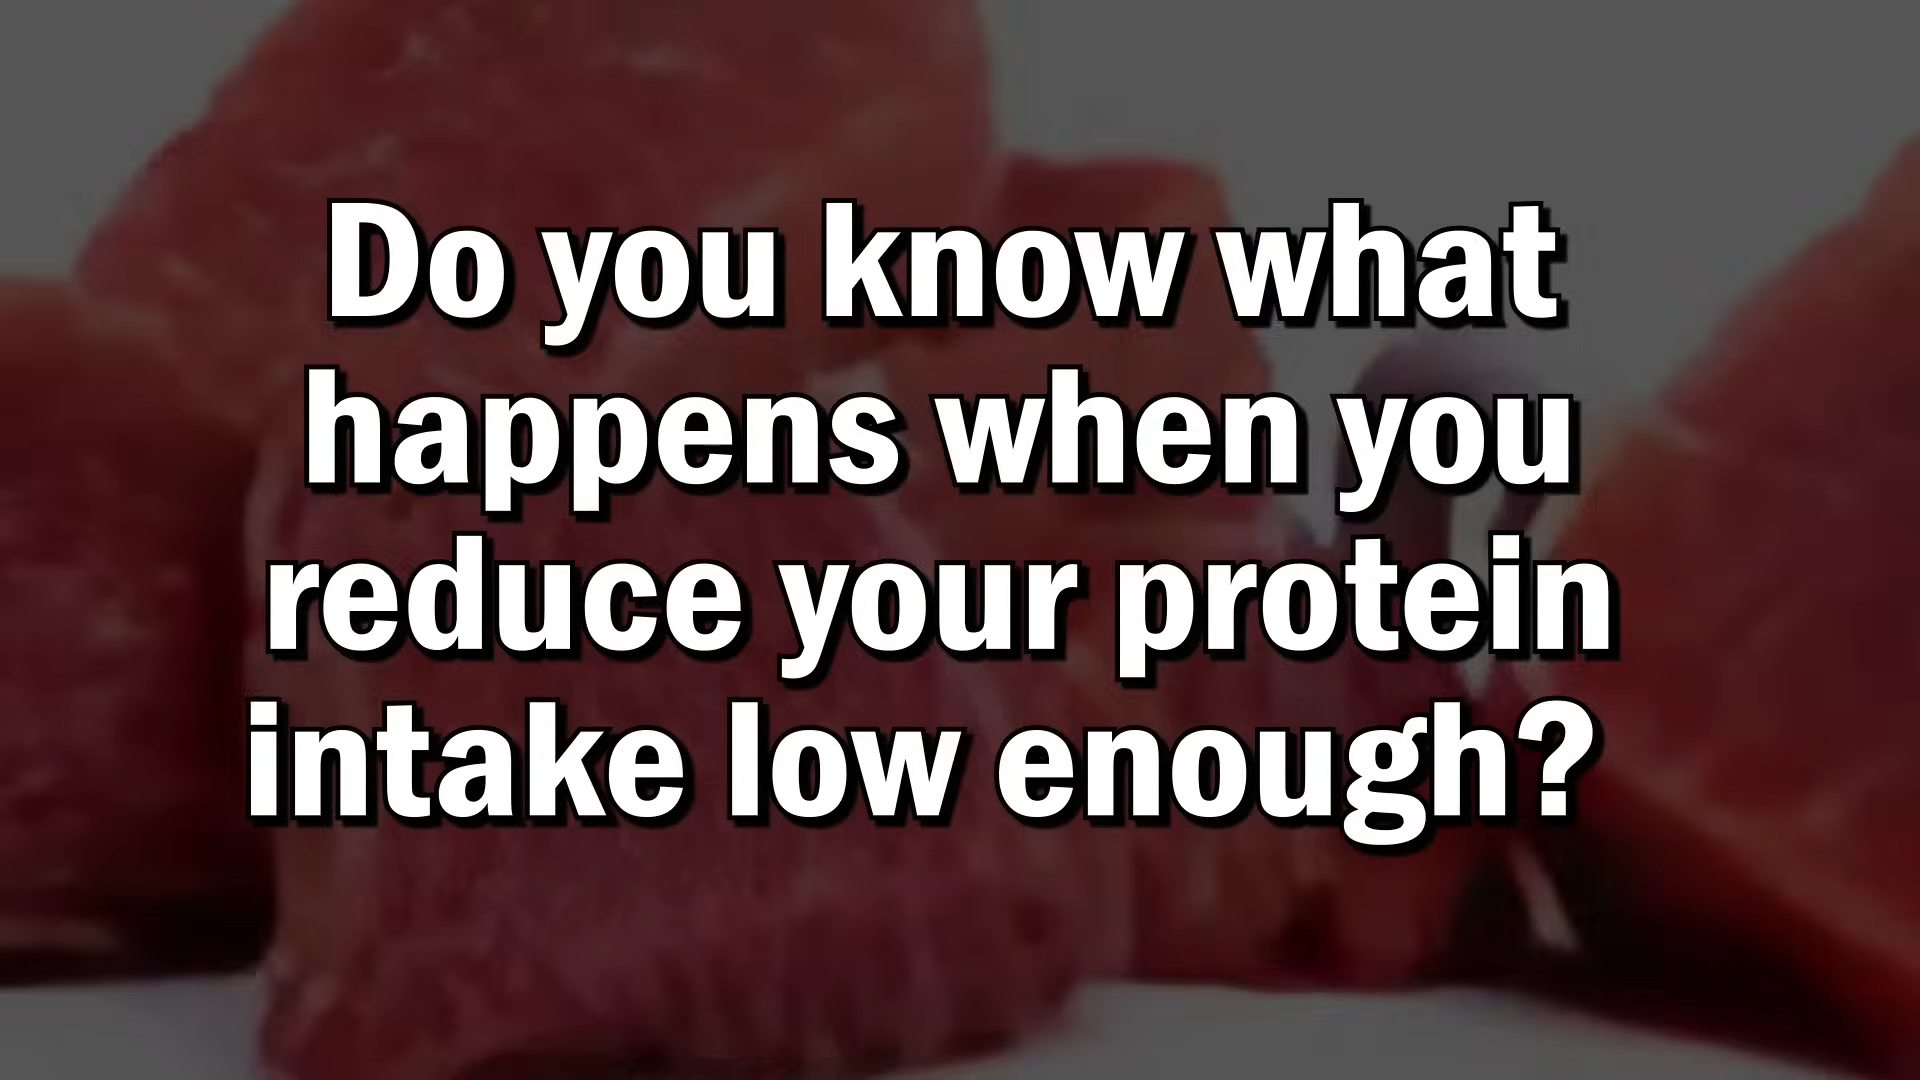 Do you know what
happens when you
reduce your protein
intake low enough?